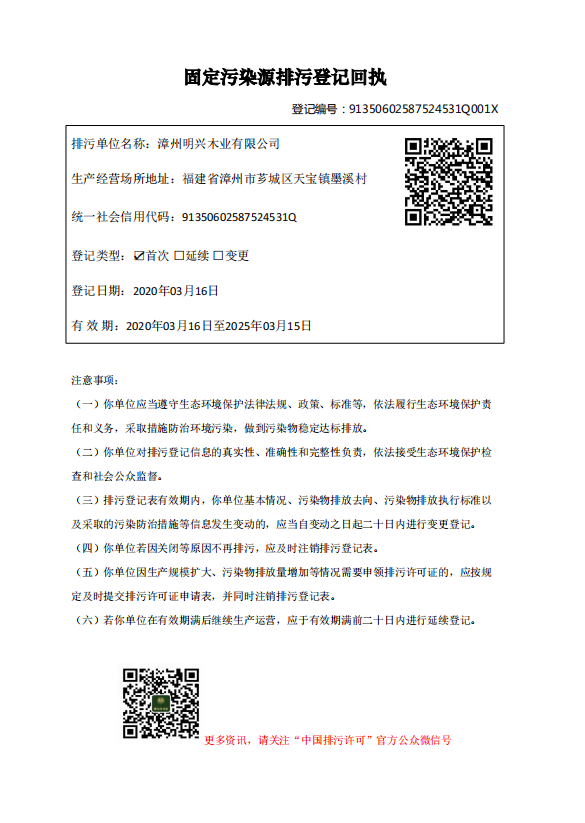 固定污染源排污登记回执
登记编号：91350602587524531Q001X
排污单位名称：漳州明兴木业有限公司
生产经营场所地址：福建省漳州市芗城区天宝镇墨溪村
统一社会信用代码：91350602587524531Q
登记类型：☑首次 □延续 □变更
登记日期：2020年03月16日
有 效 期：2020年03月16日至2025年03月15日
注意事项：
（一）你单位应当遵守生态环境保护法律法规、政策、标准等，依法履行生态环境保护责
任和义务，采取措施防治环境污染，做到污染物稳定达标排放。
（二）你单位对排污登记信息的真实性、准确性和完整性负责，依法接受生态环境保护检
查和社会公众监督。
（三）排污登记表有效期内，你单位基本情况、污染物排放去向、污染物排放执行标准以
及采取的污染防治措施等信息发生变动的，应当自变动之日起二十日内进行变更登记。
（四）你单位若因关闭等原因不再排污，应及时注销排污登记表。
（五）你单位因生产规模扩大、污染物排放量增加等情况需要申领排污许可证的，应按规
定及时提交排污许可证申请表，并同时注销排污登记表。
（六）若你单位在有效期满后继续生产运营，应于有效期满前二十日内进行延续登记。
更多资讯，请关注“中国排污许可”官方公众微信号